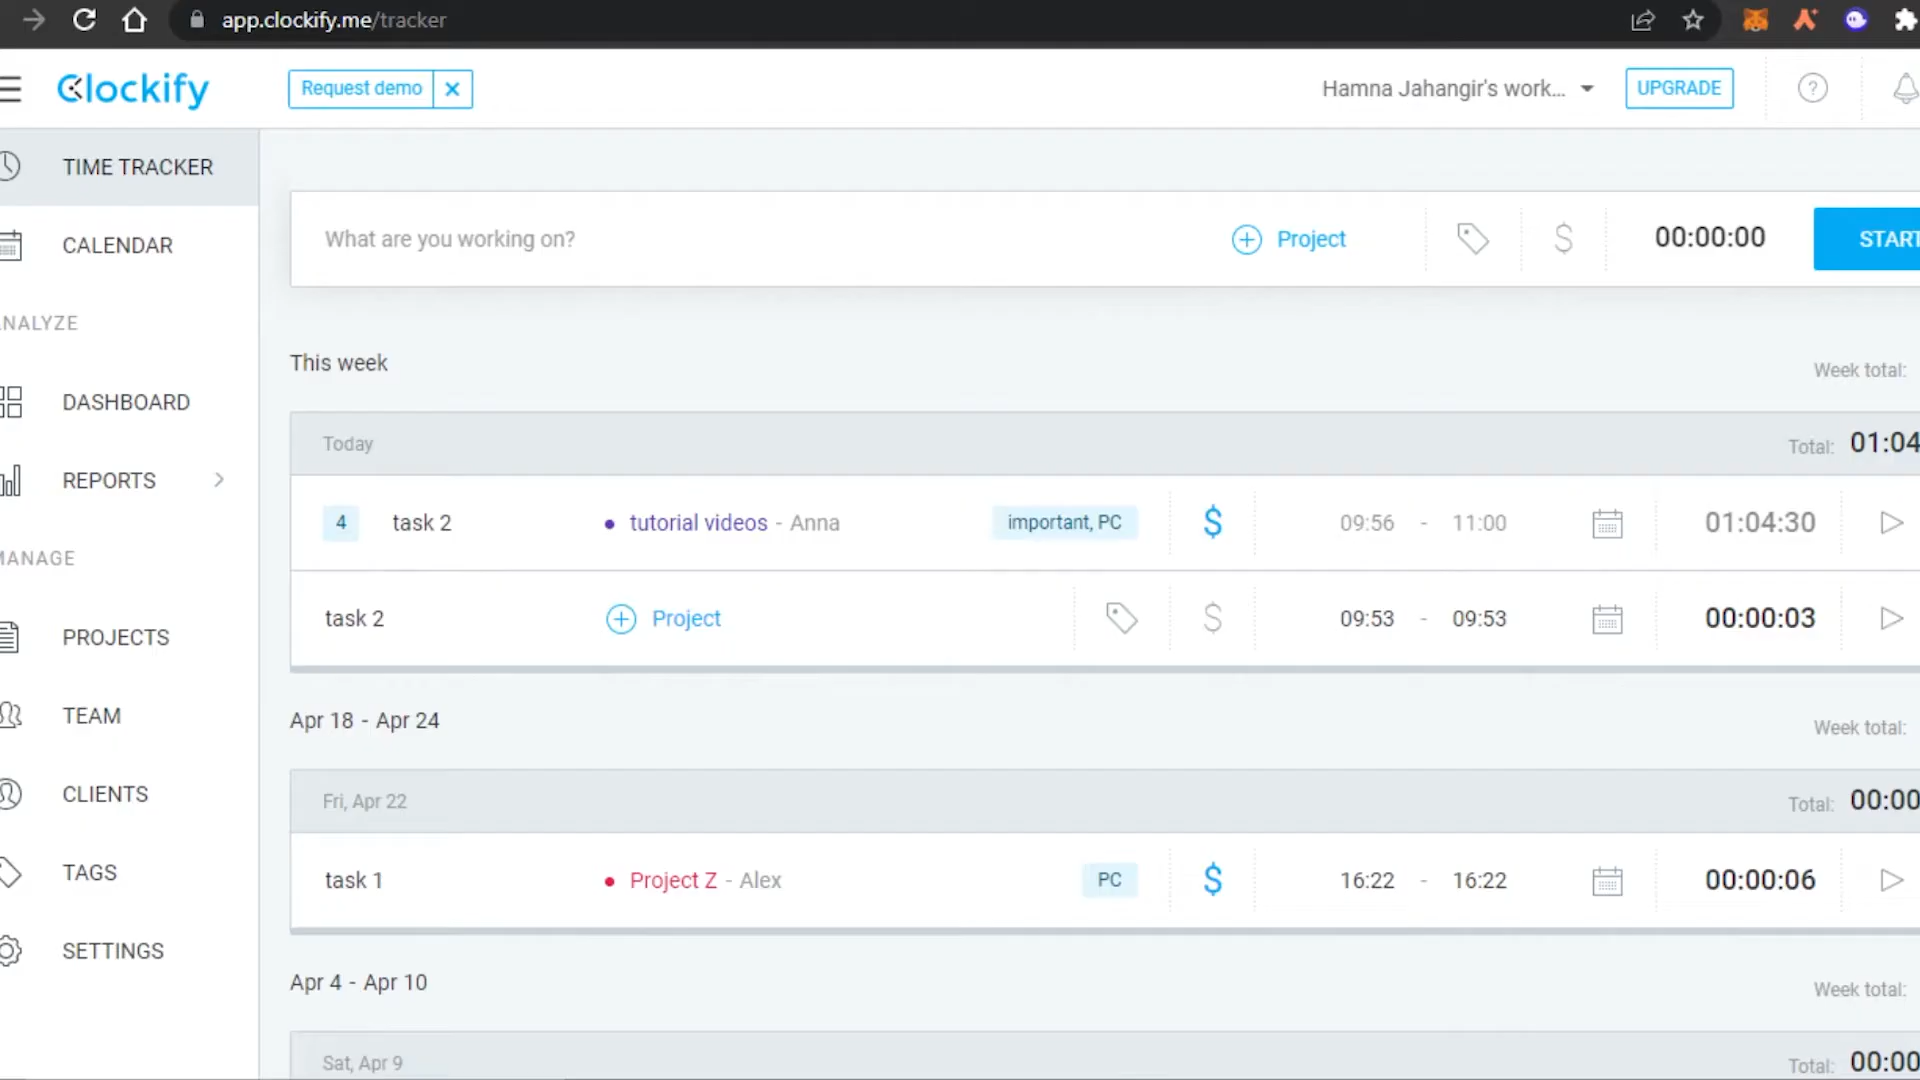 app.clockify.me/tracker
Clockify
Request demo
Hamna Jahangir's work...
UPGRADE
TIME TRACKER
CALENDAR
NALYZE
DASHBOARD
REPORTS
MANAGE
PROJECTS
TEAM
CLIENTS
TAGS
SETTINGS
What are you working on?
Project
$
00:00:00
START
This week
Week total:
Today
Total: 01:04
4 task 2 • tutorial videos - Anna important, PC $ 09:56 - 11:00 01:04:30
task 2 Project $ 09:53 - 09:53 00:00:03
Apr 18 - Apr 24
Week total:
Fri, Apr 22
Total: 00:00
task 1 • Project Z - Alex PC $ 16:22 - 16:22 00:00:06
Apr 4 - Apr 10
Week total:
Sat, Apr 9
Total: 00:00